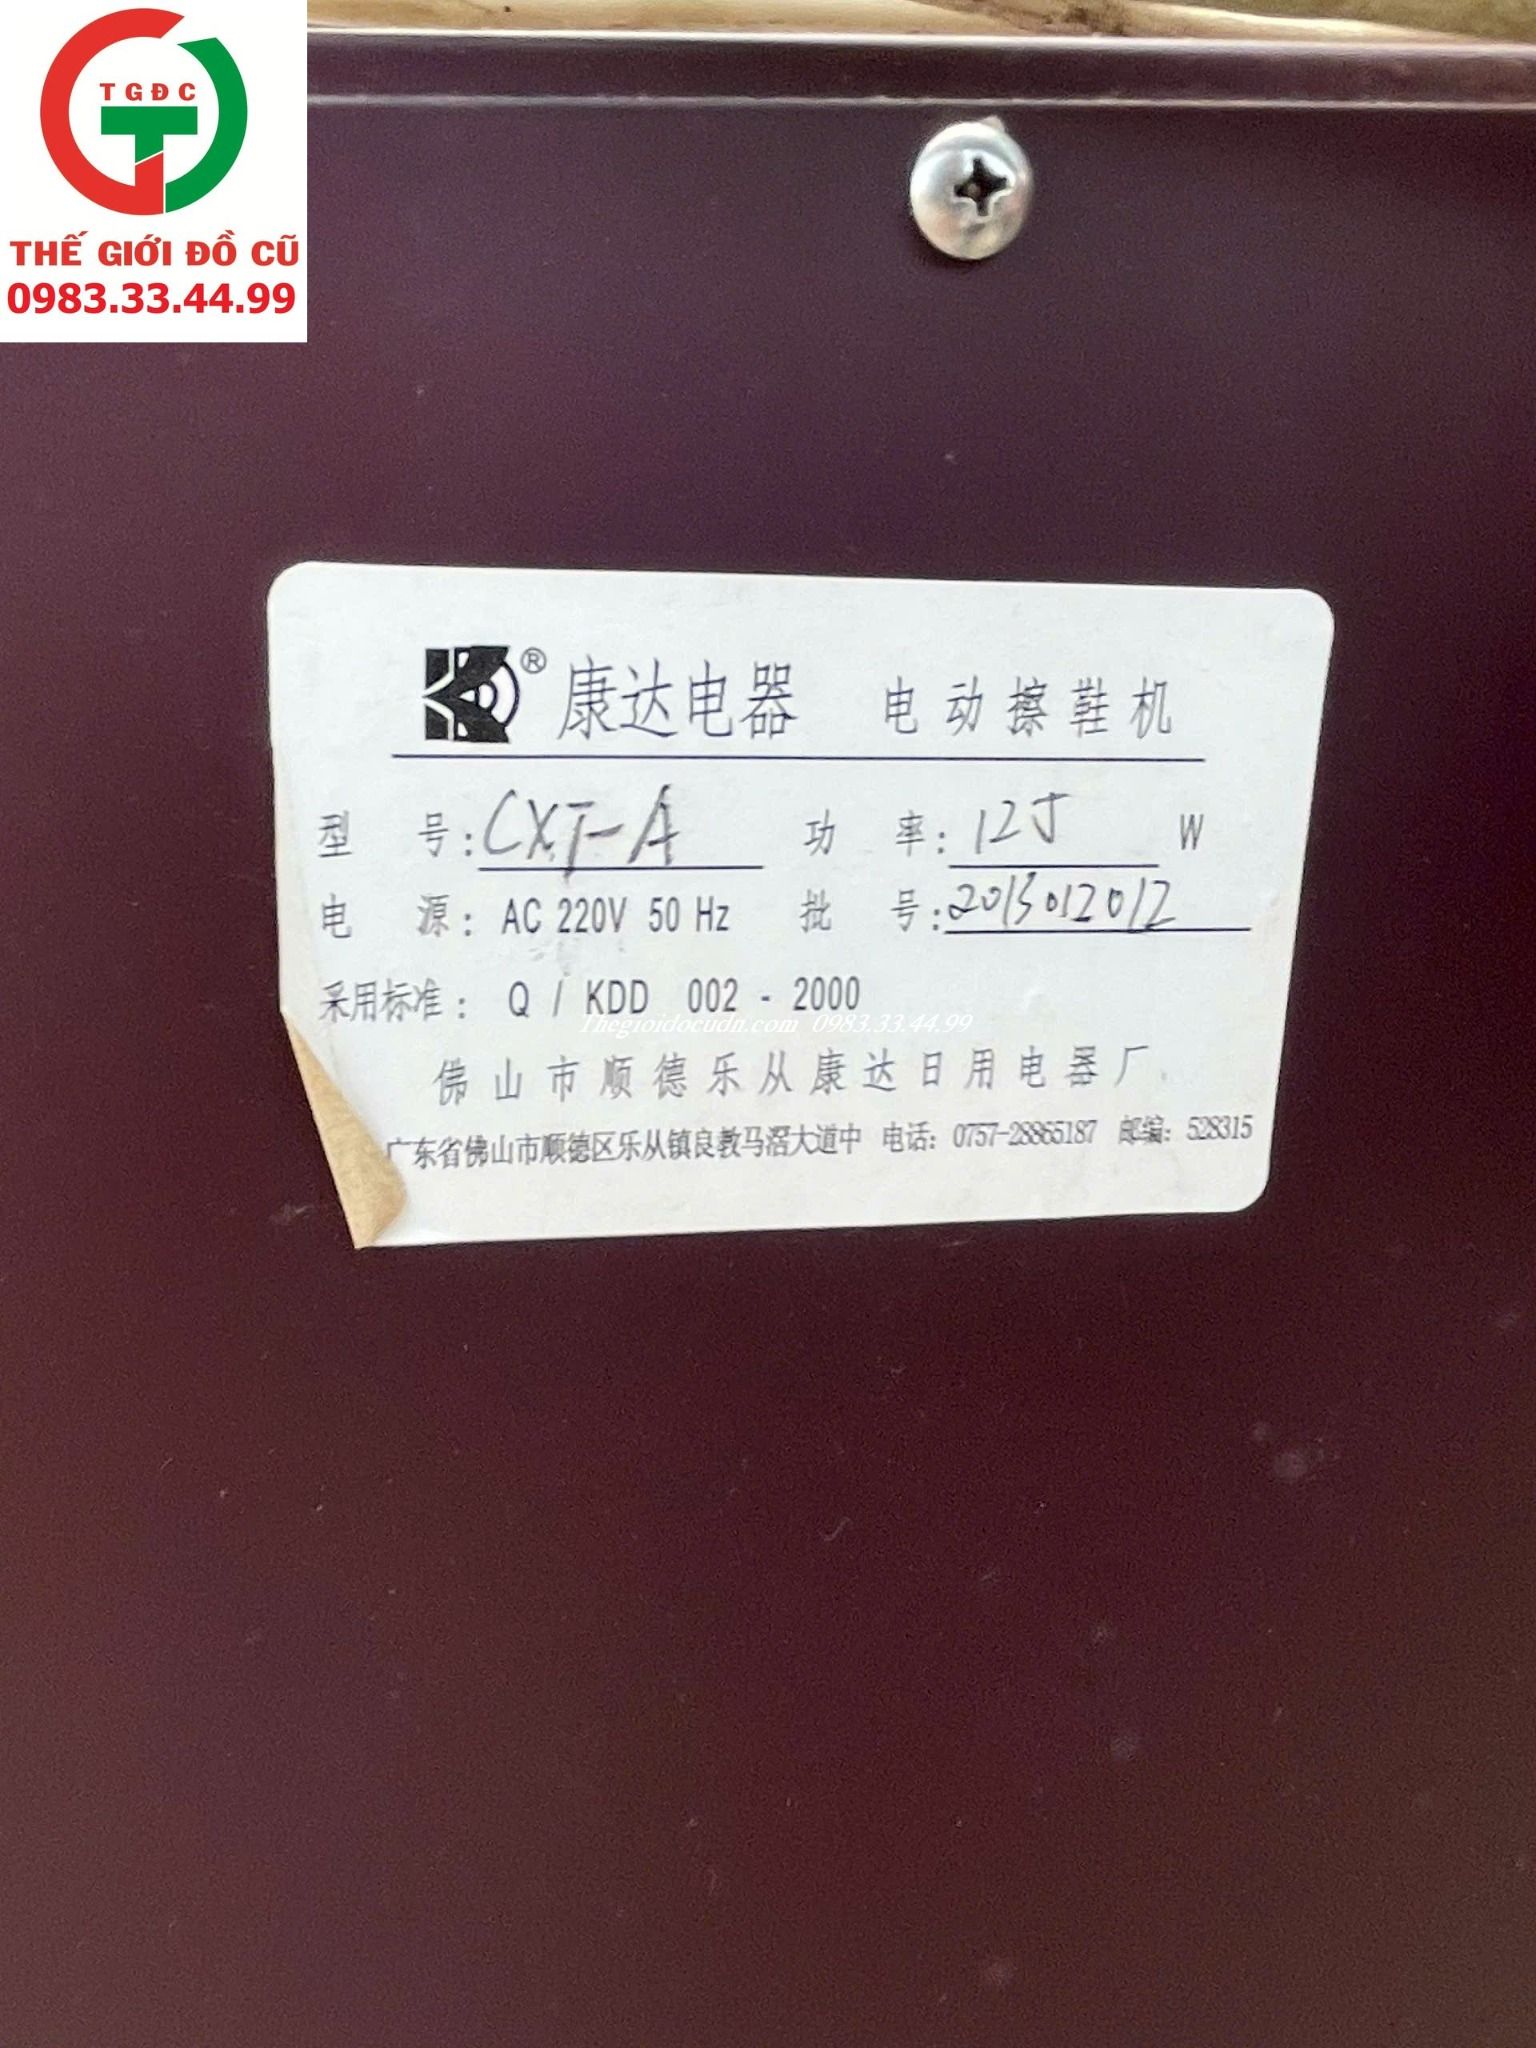 TGĐC
THẾ GIỚI ĐỒ CŨ
0983.33.44.99
康达电器 电动擦鞋机
型 号: CXT-A 功 率: 125 W
电 源: AC 220V 50 Hz 批 号: 2015012012
采用标准: Q / KDD 002 - 2000
Thegioidocudn.com 0983.33.44.99
佛山市顺德乐从康达日用电器厂
广东省佛山市顺德区乐从镇良教马滘大道中 电话: 0757-28865187 邮编: 528315